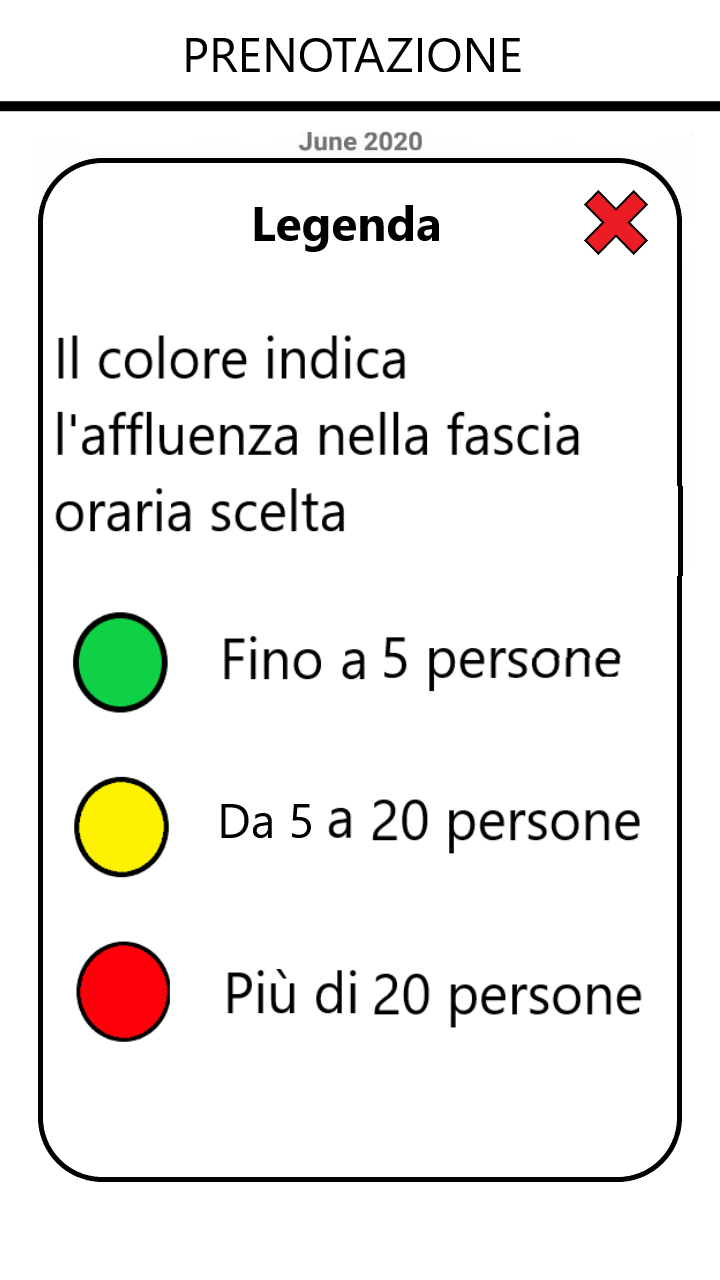 PRENOTAZIONE
June 2020
Legenda
Il colore indica
l'affluenza nella fascia
oraria scelta
Fino a 5 persone
Da 5 a 20 persone
Più di 20 persone